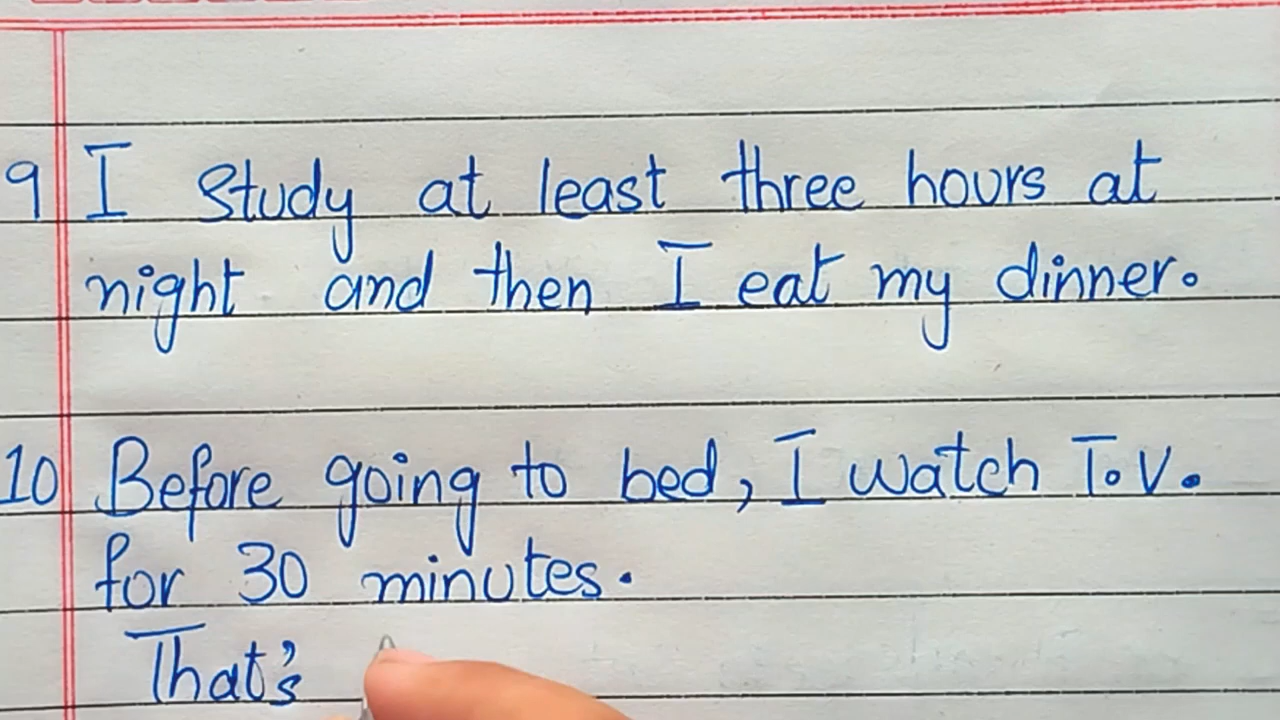 9 I study at least three hours at
night and then I eat my dinner.
10 Before going to bed, I watch T.V.
for 30 minutes.
That's